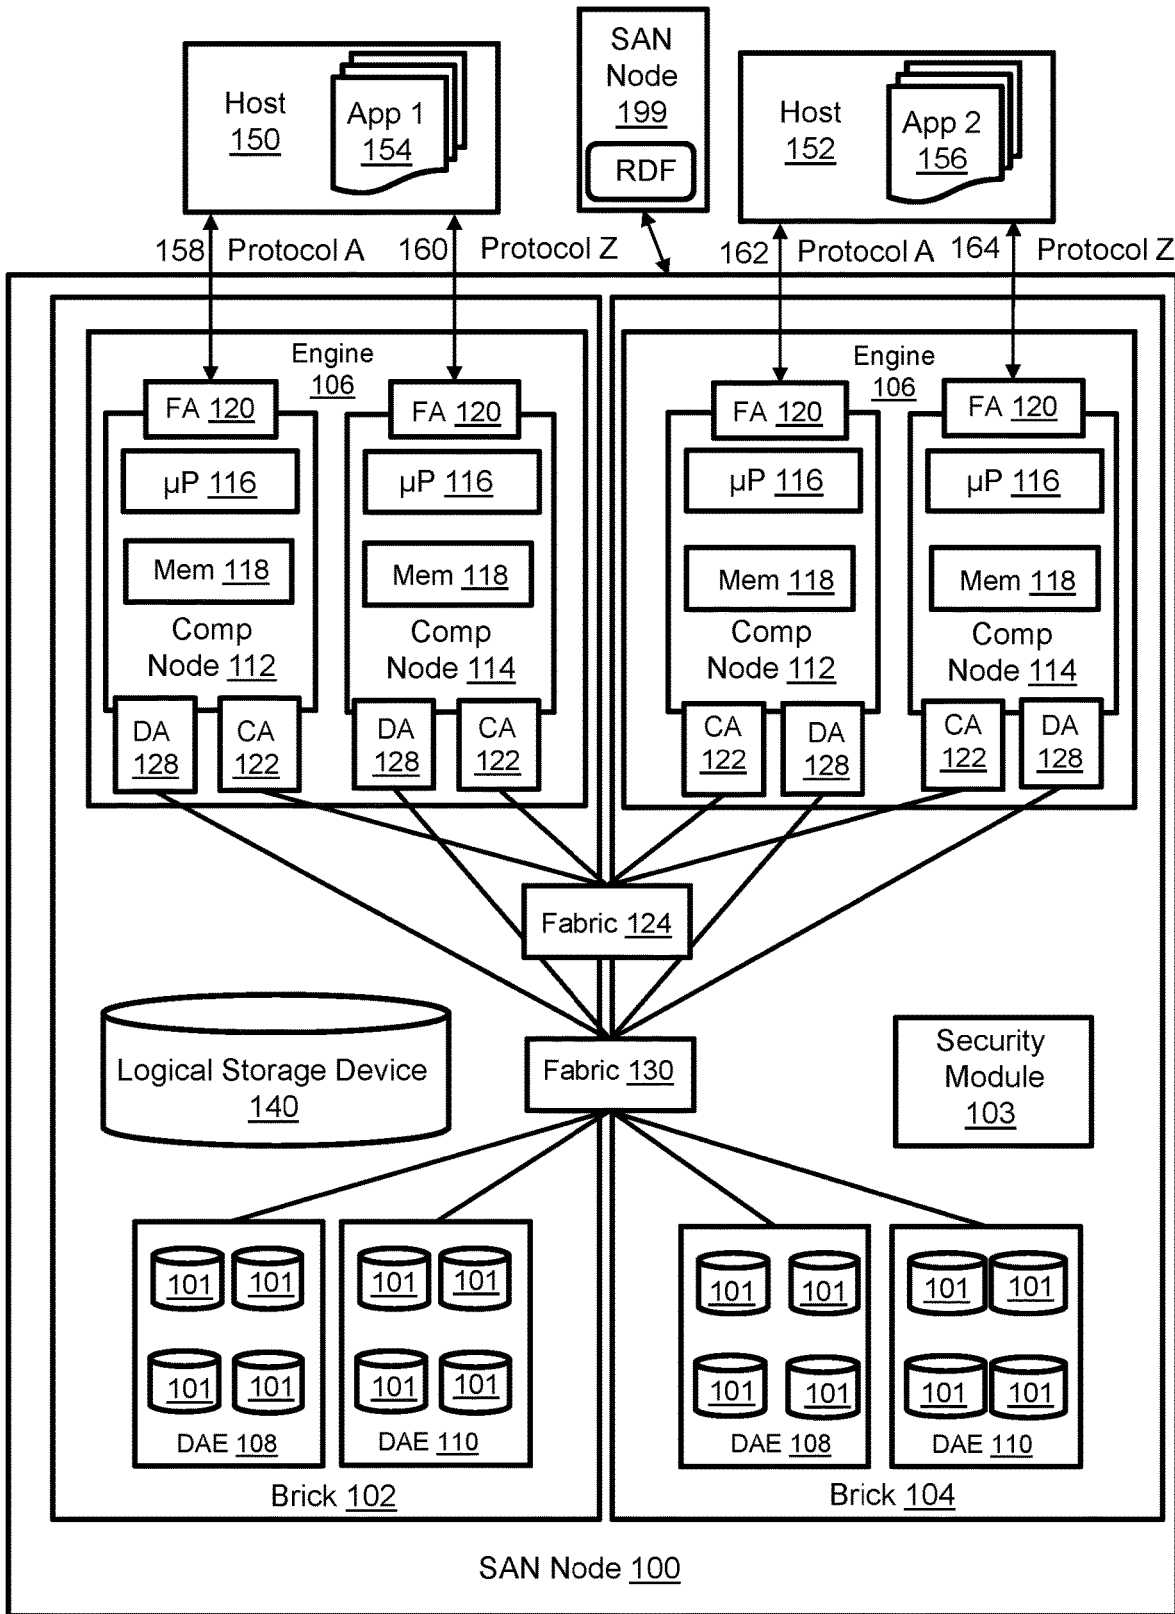 SAN
Node
199
RDF
Host
150
App 1
154
Host
152
App 2
156
158 Protocol A
160 Protocol Z
162 Protocol A
164 Protocol Z
Engine
106
FA 120
FA 120
µP 116
µP 116
Mem 118
Mem 118
Comp
Node 112
Comp
Node 114
DA
128
CA
122
DA
128
CA
122
Engine
106
FA 120
FA 120
µP 116
µP 116
Mem 118
Mem 118
Comp
Node 112
Comp
Node 114
CA
122
DA
128
CA
122
DA
128
Fabric 124
Logical Storage Device
140
Fabric 130
Security
Module
103
101 101
101 101
DAE 108
101 101
101 101
DAE 110
101 101
101 101
DAE 108
101 101
101 101
DAE 110
Brick 102
Brick 104
SAN Node 100